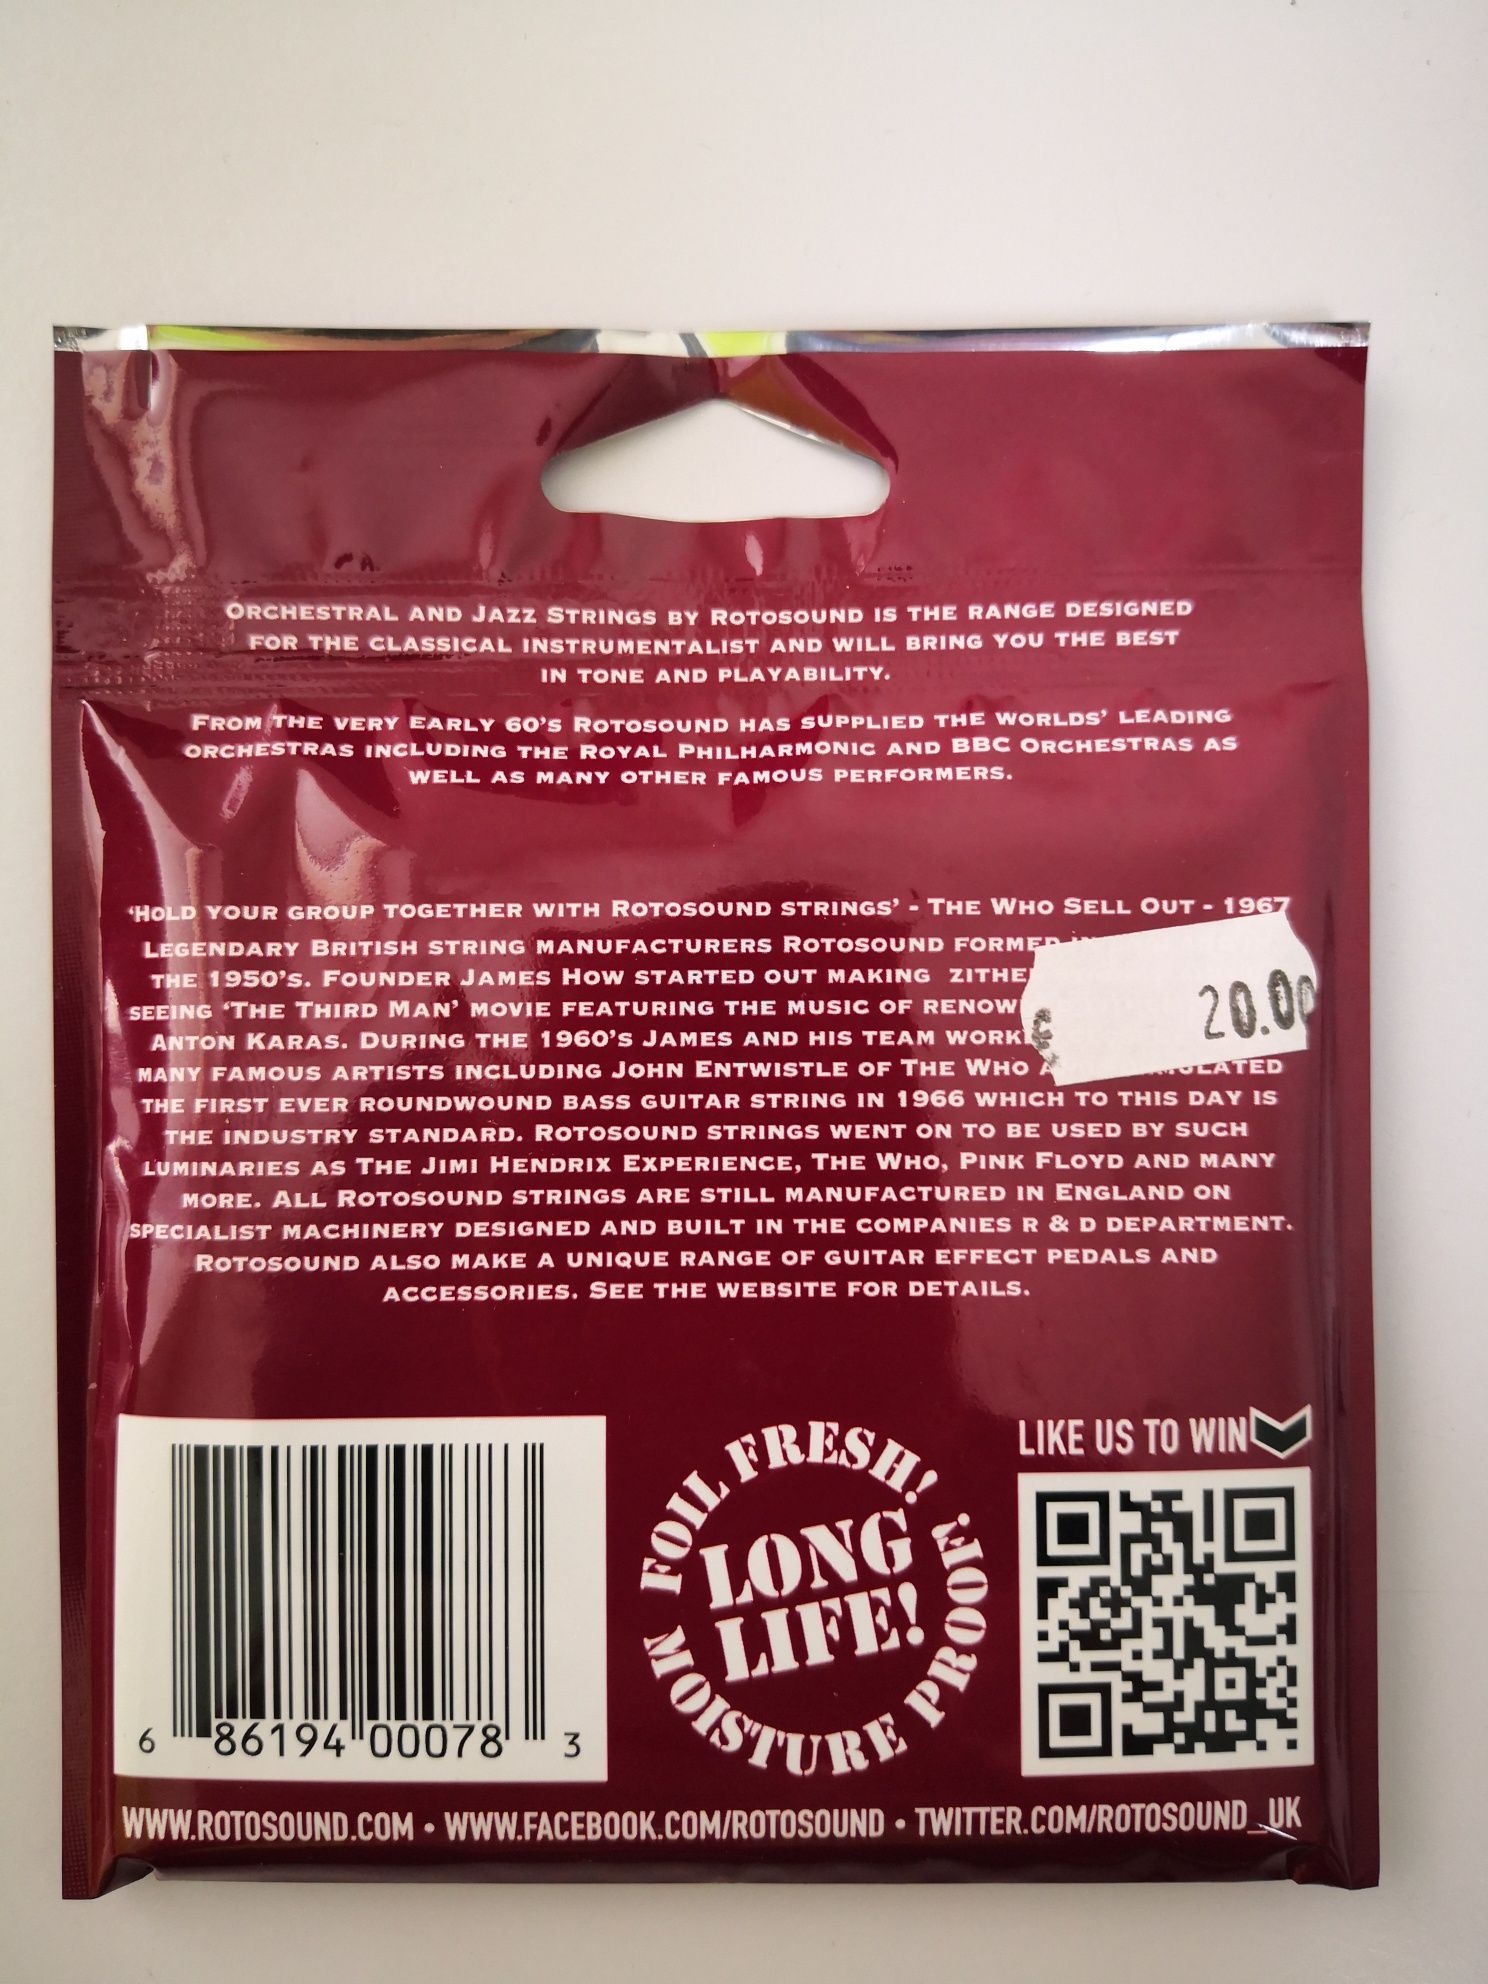 ORCHESTRAL AND JAZZ STRINGS BY ROTOSOUND IS THE RANGE DESIGNED
FOR THE CLASSICAL INSTRUMENTALIST AND WILL BRING YOU THE BEST
IN TONE AND PLAYABILITY.
FROM THE VERY EARLY 60'S ROTOSOUND HAS SUPPLIED THE WORLDS' LEADING
ORCHESTRAS INCLUDING THE ROYAL PHILHARMONIC AND BBC ORCHESTRAS AS
WELL AS MANY OTHER FAMOUS PERFORMERS.
'HOLD YOUR GROUP TOGETHER WITH ROTOSOUND STRINGS' - THE WHO SELL OUT - 1967
LEGENDARY BRITISH STRING MANUFACTURERS ROTOSOUND FORMED
THE 1950'S. FOUNDER JAMES HOW STARTED OUT MAKING
SEEING 'THE THIRD MAN' MOVIE FEATURING THE MUSIC OF
ANTON KARAS. DURING THE 1960'S JAMES AND HIS TEAM
MANY FAMOUS ARTISTS INCLUDING JOHN ENTWISTLE OF THE WHO
THE FIRST EVER ROUNDWOUND BASS GUITAR STRING IN 1966 WHICH TO THIS DAY IS
THE INDUSTRY STANDARD. ROTOSOUND STRINGS WENT ON TO BE USED BY SUCH
LUMINARIES AS THE JIMI HENDRIX EXPERIENCE, THE WHO, PINK FLOYD AND MANY
MORE. ALL ROTOSOUND STRINGS ARE STILL MANUFACTURED IN ENGLAND ON
SPECIALIST MACHINERY DESIGNED AND BUILT IN THE COMPANIES R & D DEPARTMENT.
ROTOSOUND ALSO MAKE A UNIQUE RANGE OF GUITAR EFFECT PEDALS AND
ACCESSORIES. SEE THE WEBSITE FOR DETAILS.
20.00
6 86194 00078 3
FOIL FRESH!
LONG
LIFE!
MOISTURE PROOF.
LIKE US TO WIN
WWW.ROTOSOUND.COM • WWW.FACEBOOK.COM/ROTOSOUND • TWITTER.COM/ROTOSOUND_UK